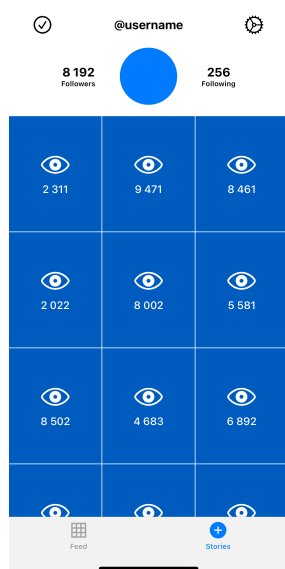 @username
8 192
Followers
256
Following
2 311
9 471
8 461
2 022
8 002
5 581
8 502
4 683
6 892
Feed
Stories